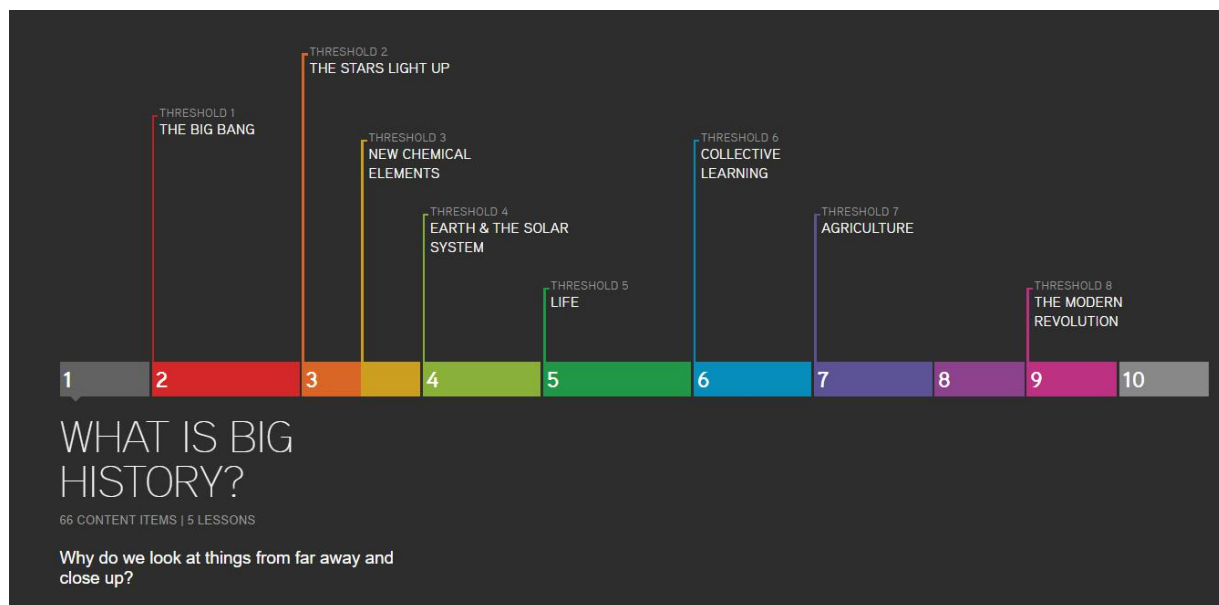 THRESHOLD 2
THE STARS LIGHT UP
THRESHOLD 1
THE BIG BANG
THRESHOLD 3
NEW CHEMICAL
ELEMENTS
THRESHOLD 6
COLLECTIVE
LEARNING
THRESHOLD 4
EARTH & THE SOLAR
SYSTEM
THRESHOLD 7
AGRICULTURE
THRESHOLD 5
LIFE
THRESHOLD 8
THE MODERN
REVOLUTION
1 2 3 4 5 6 7 8 9 10
WHAT IS BIG
HISTORY?
66 CONTENT ITEMS | 5 LESSONS
Why do we look at things from far away and
close up?